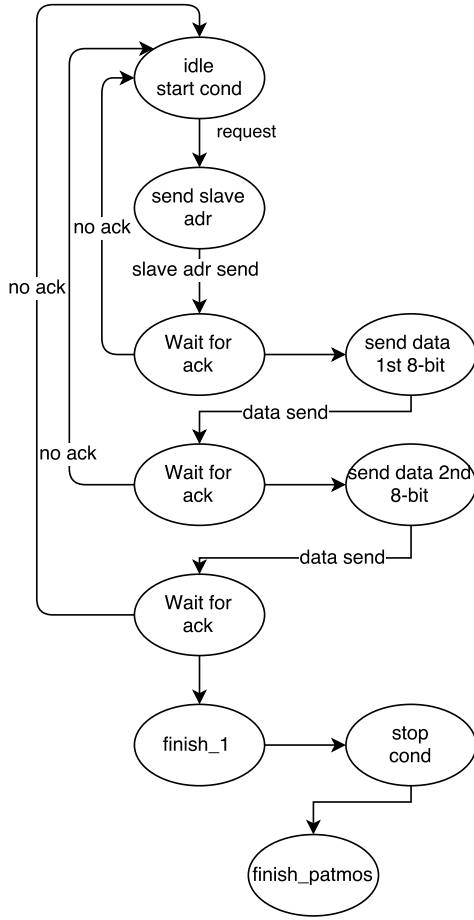 idle
start cond
request
send slave
adr
no ack
slave adr send
no ack
Wait for
ack
send data
1st 8-bit
data send
no ack
Wait for
ack
send data 2nd
8-bit
data send
Wait for
ack
finish_1
stop
cond
finish_patmos